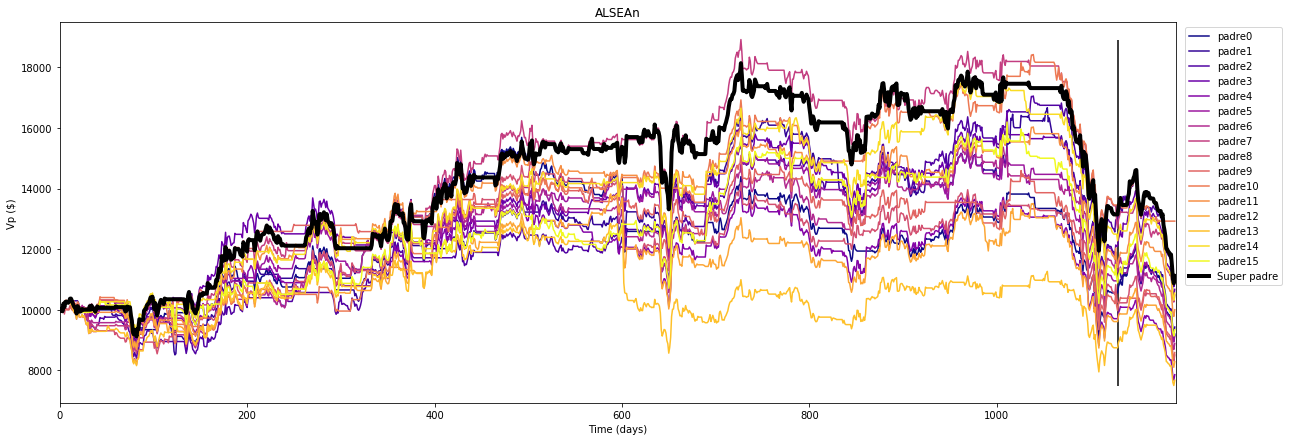 ALSEAn
Vp ($)
18000
16000
14000
12000
10000
8000
0
200
400
600
800
1000
Time (days)
padre0
padre1
padre2
padre3
padre4
padre5
padre6
padre7
padre8
padre9
padre10
padre11
padre12
padre13
padre14
padre15
Super padre